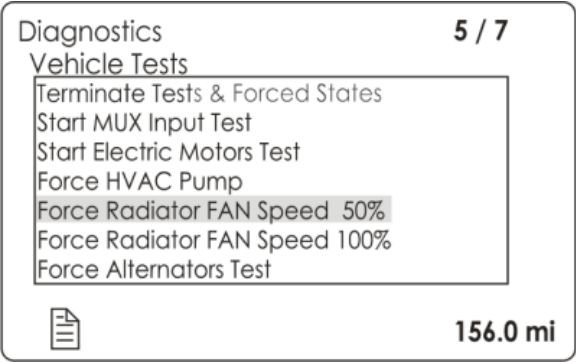 Diagnostics 5 / 7
Vehicle Tests
Terminate Tests & Forced States
Start MUX Input Test
Start Electric Motors Test
Force HVAC Pump
Force Radiator FAN Speed 50%
Force Radiator FAN Speed 100%
Force Alternators Test
156.0 mi